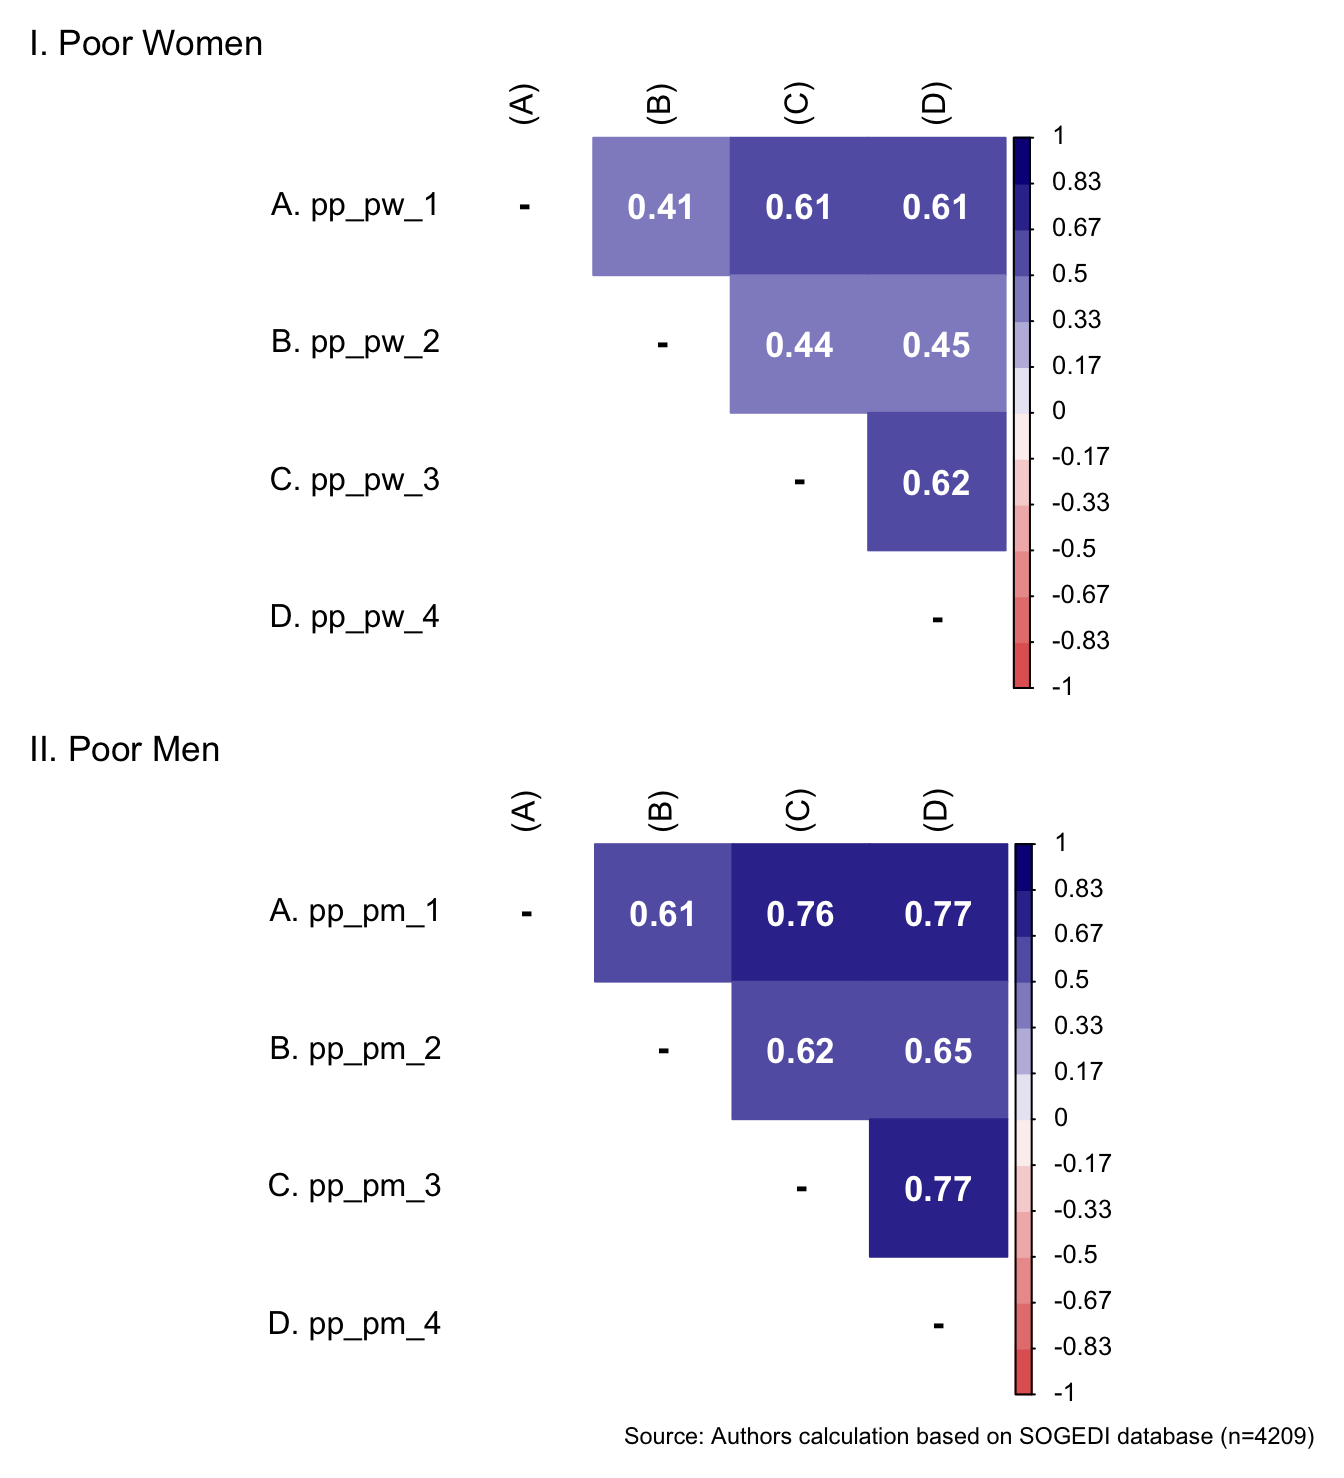 I. Poor Women
(A) (B) (C) (D)
A. pp_pw_1 - 0.41 0.61 0.61
B. pp_pw_2 - 0.44 0.45
C. pp_pw_3 - 0.62
D. pp_pw_4 -
1
0.83
0.67
0.5
0.33
0.17
0
-0.17
-0.33
-0.5
-0.67
-0.83
-1
II. Poor Men
(A) (B) (C) (D)
A. pp_pm_1 - 0.61 0.76 0.77
B. pp_pm_2 - 0.62 0.65
C. pp_pm_3 - 0.77
D. pp_pm_4 -
1
0.83
0.67
0.5
0.33
0.17
0
-0.17
-0.33
-0.5
-0.67
-0.83
-1
Source: Authors calculation based on SOGEDI database (n=4209)